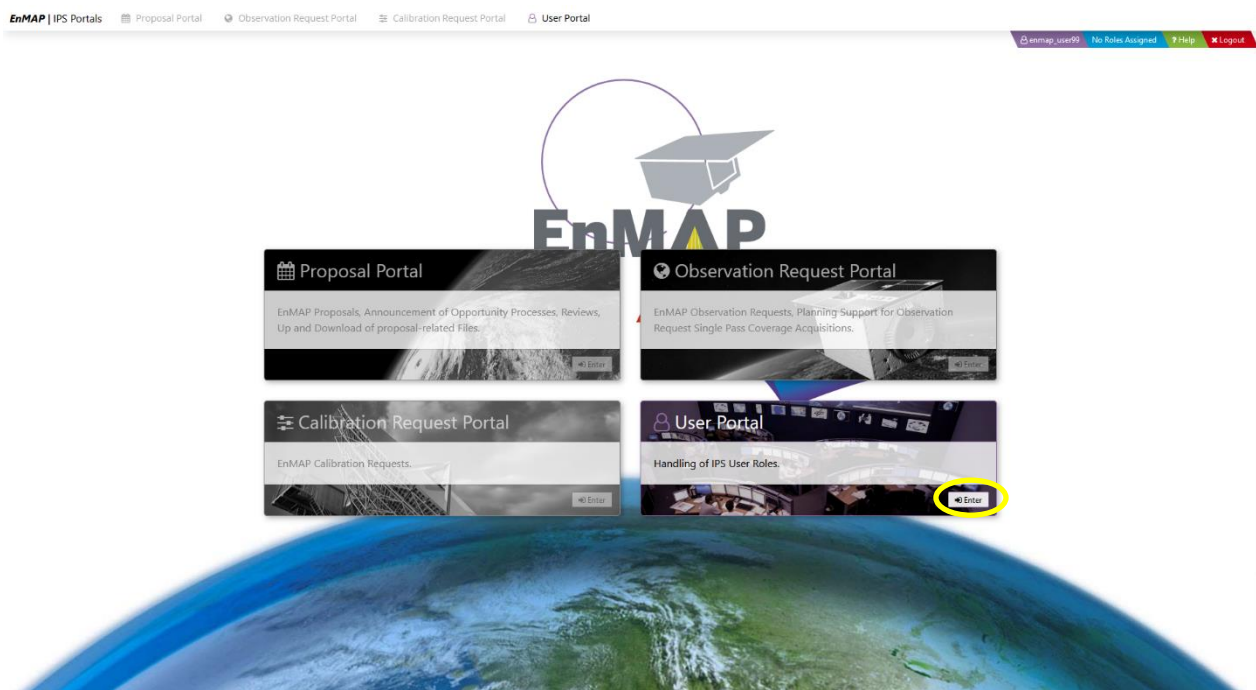 EnMAP | IPS Portals Proposal Portal Observation Request Portal Calibration Request Portal User Portal
enmap_user99 No Roles Assigned ? Help Logout
EnMAP
Proposal Portal
EnMAP Proposals, Announcement of Opportunity Processes, Reviews,
Up and Download of proposal-related Files.
Enter
Observation Request Portal
EnMAP Observation Requests, Planning Support for Observation
Request Single Pass Coverage Acquisitions.
Enter
Calibration Request Portal
EnMAP Calibration Requests.
Enter
User Portal
Handling of IPS User Roles.
Enter